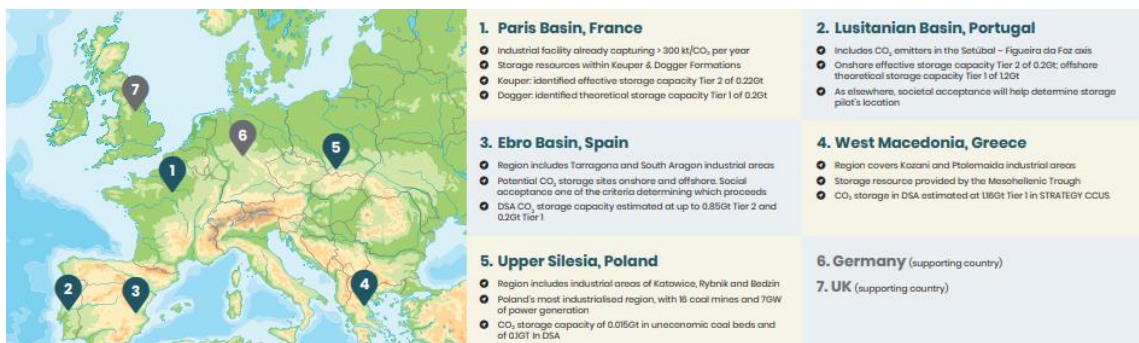 7
6
5
1
2
3
4
1. Paris Basin, France
Industrial facility already capturing > 300 kt/CO₂ per year
Storage resources within Keuper & Dogger Formations
Keuper: identified effective storage capacity Tier 2 of 0.22Gt
Dogger: identified theoretical storage capacity Tier 1 of 0.2Gt
2. Lusitanian Basin, Portugal
Includes CO₂ emitters in the Setúbal – Figueira da Foz axis
Onshore effective storage capacity Tier 2 of 0.2Gt; offshore
theoretical storage capacity Tier 1 of 1.2Gt
As elsewhere, societal acceptance will help determine storage
pilot's location
3. Ebro Basin, Spain
Region includes Tarragona and South Aragon industrial areas
Potential CO₂ storage sites onshore and offshore. Social
acceptance one of the criteria determining which proceeds
DSA CO₂ storage capacity estimated at up to 0.85Gt Tier 2 and
0.2Gt Tier 1
4. West Macedonia, Greece
Region covers Kozani and Ptolemaida industrial areas
Storage resource provided by the Mesohellenic Trough
CO₂ storage in DSA estimated at 1.16Gt Tier 1 in STRATEGY CCUS
5. Upper Silesia, Poland
Region includes industrial areas of Katowice, Rybnik and Bedzin
Poland's most industrialised region, with 16 coal mines and 7GW
of power generation
CO₂ storage capacity of 0.015Gt in uneconomic coal beds and
of 0.1GT In DSA
6. Germany (supporting country)
7. UK (supporting country)